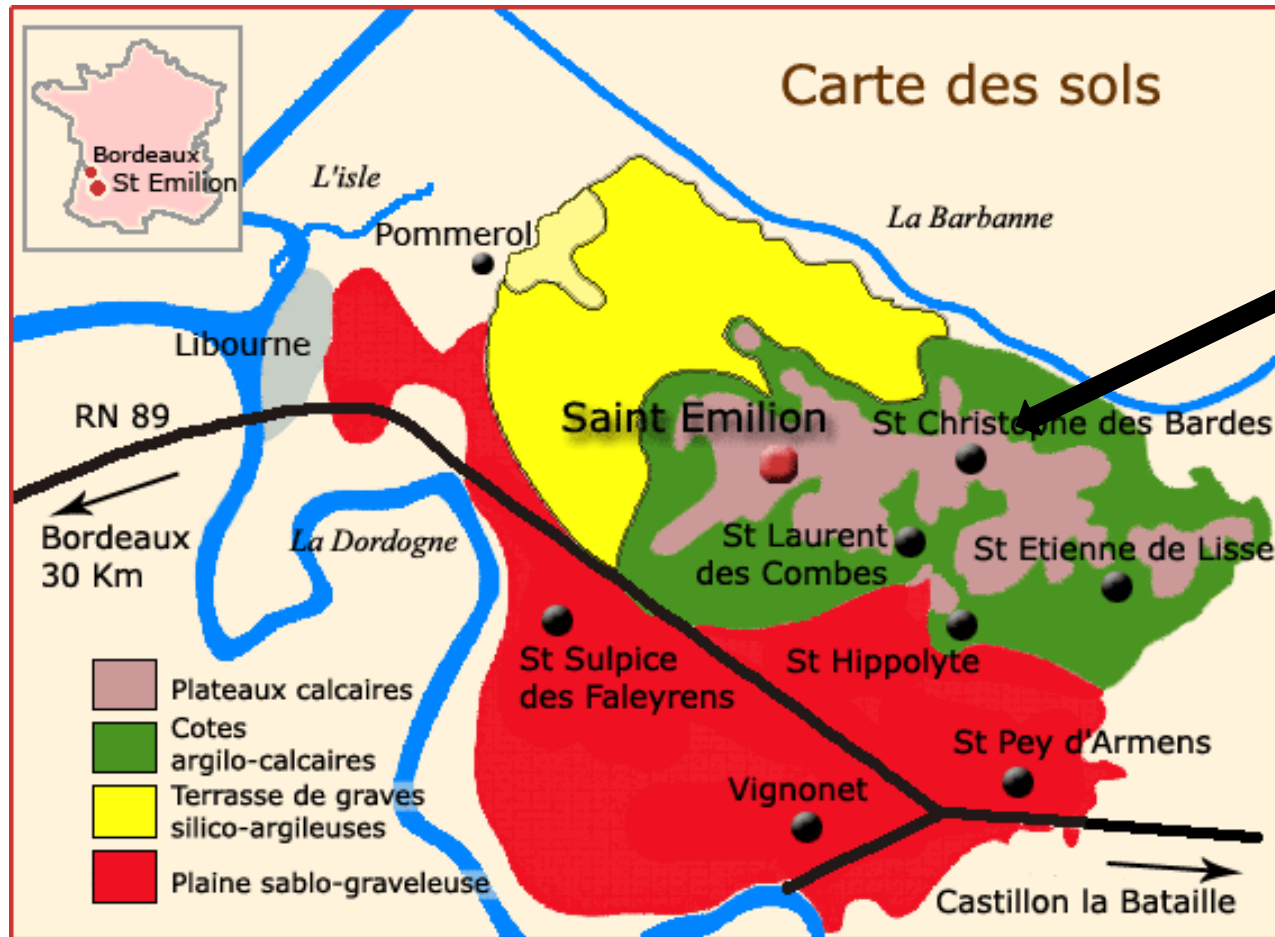 Carte des sols
Bordeaux
St Emilion
L'isle
La Barbanne
Pommerol
Libourne
RN 89
Saint Emilion
St Christophe des Bardes
Bordeaux
30 Km
La Dordogne
St Laurent
des Combes
St Etienne de Lisse
St Sulpice
des Faleyrens
St Hippolyte
Plateaux calcaires
Cotes
argilo-calcaires
Terrasse de graves
silico-argileuses
Plaine sablo-graveleuse
St Pey d'Armens
Vignonet
Castillon la Bataille